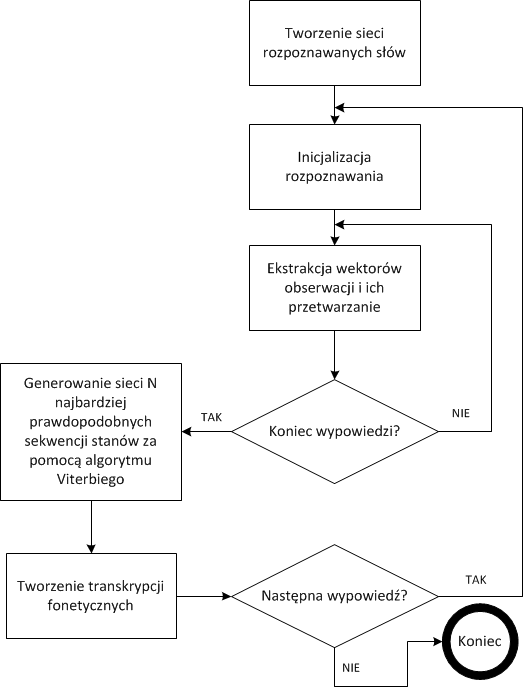 Tworzenie sieci
rozpoznawanych słów
Inicjalizacja
rozpoznawania
Ekstrakcja wektorów
obserwacji i ich
przetwarzanie
Koniec wypowiedzi?
NIE
TAK
Generowanie sieci N
najbardziej
prawdopodobnych
sekwencji stanów za
pomocą algorytmu
Viterbiego
Tworzenie transkrypcji
fonetycznych
Następna wypowiedź?
TAK
NIE
Koniec